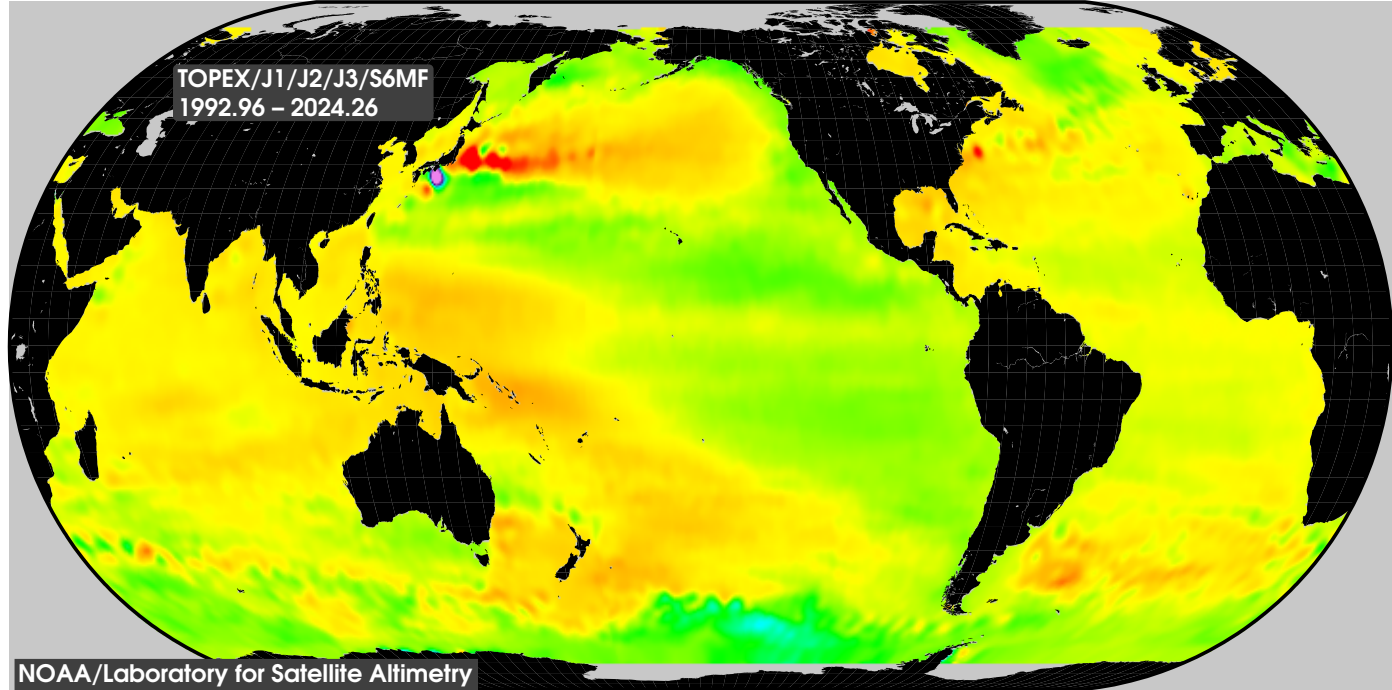 TOPEX/J1/J2/J3/S6MF
1992.96 – 2024.26
NOAA/Laboratory for Satellite Altimetry